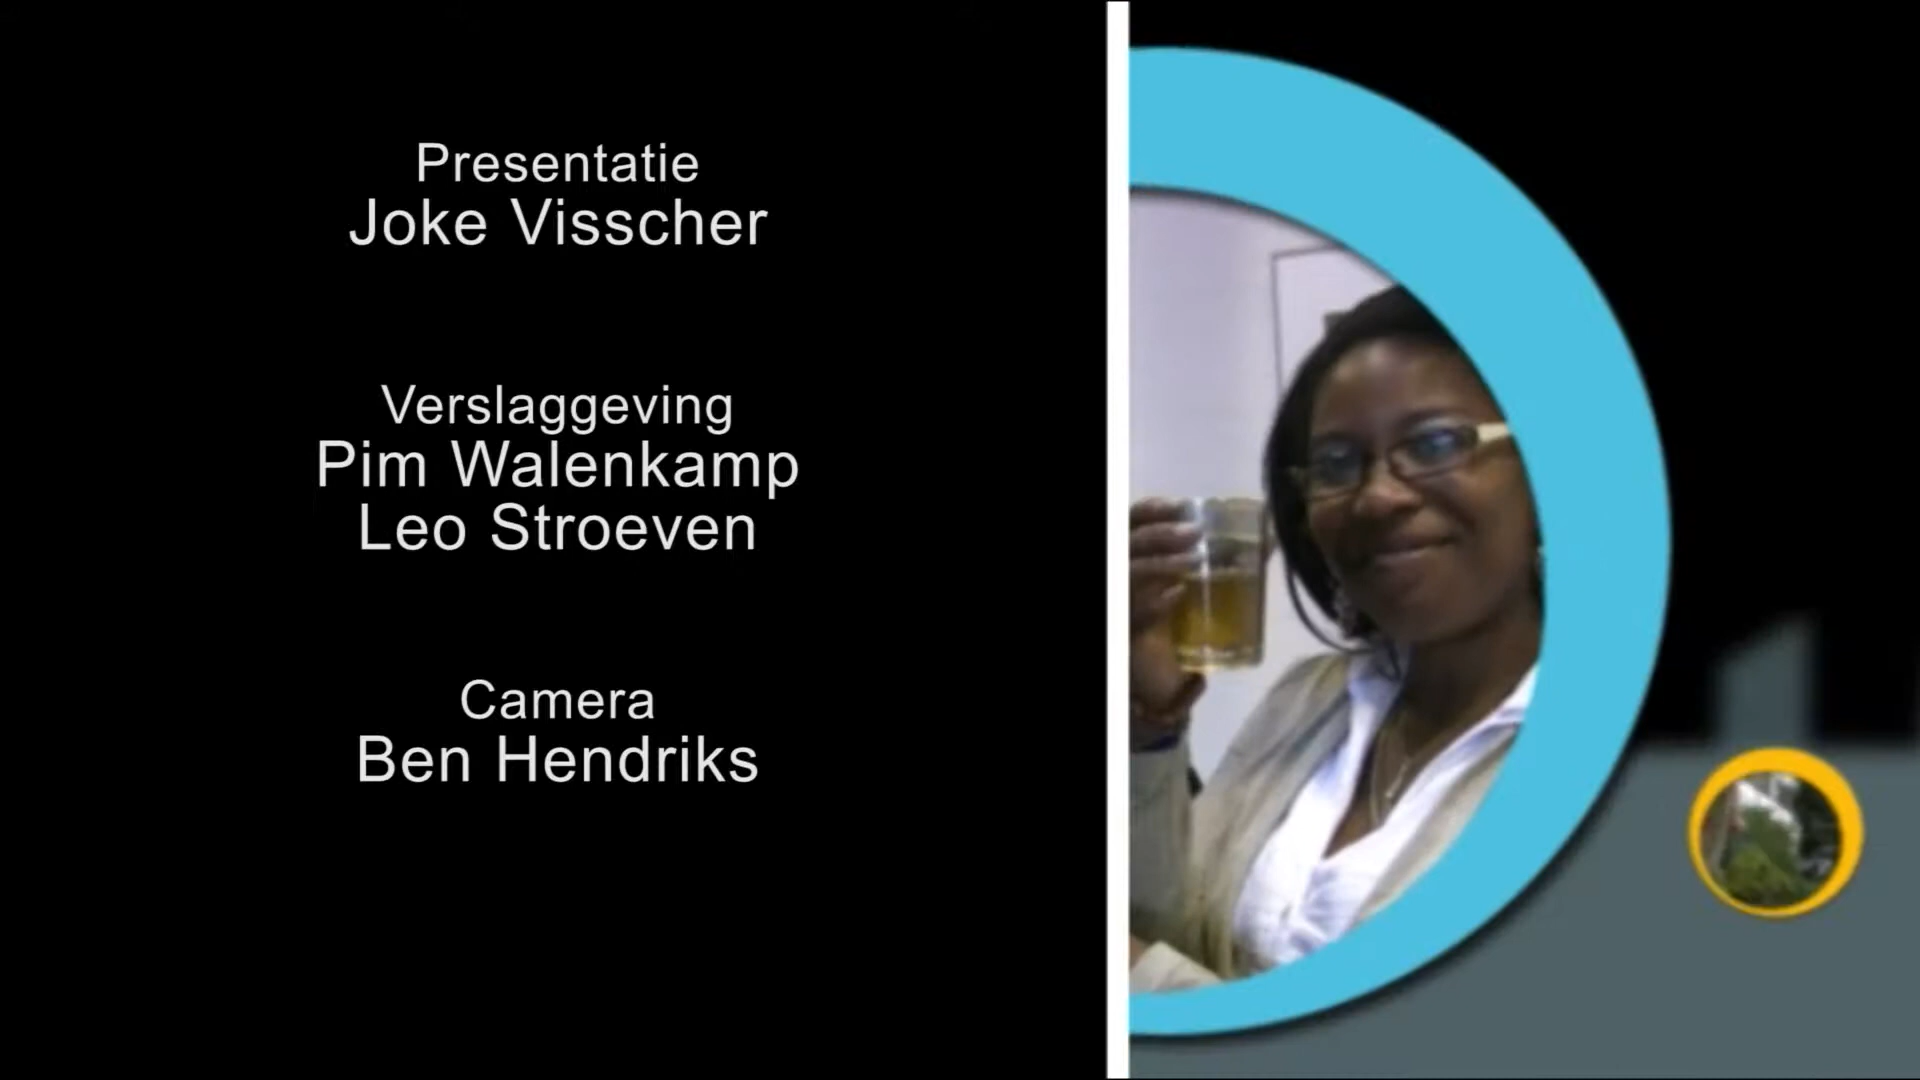 Presentatie
Joke Visscher
Verslaggeving
Pim Walenkamp
Leo Stroeven
Camera
Ben Hendriks